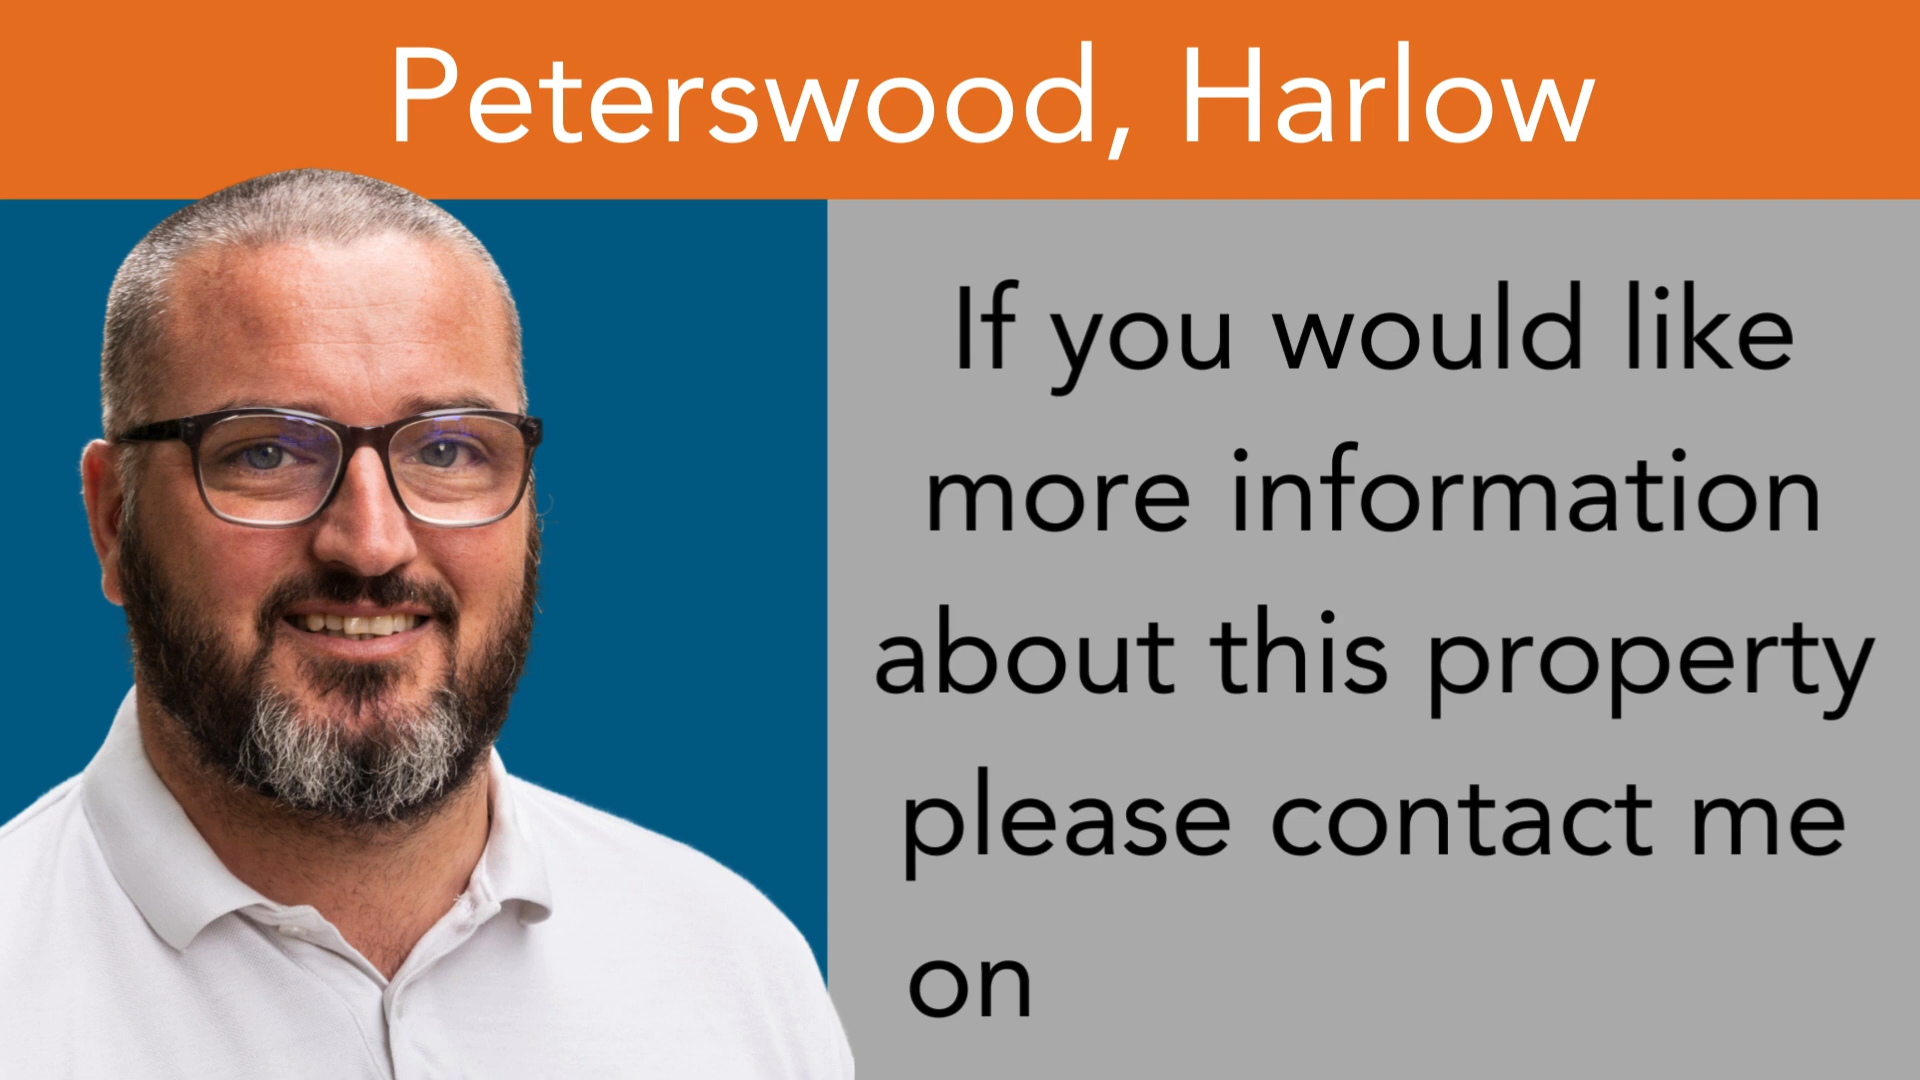 Peterswood, Harlow
If you would like
more information
about this property
please contact me
on